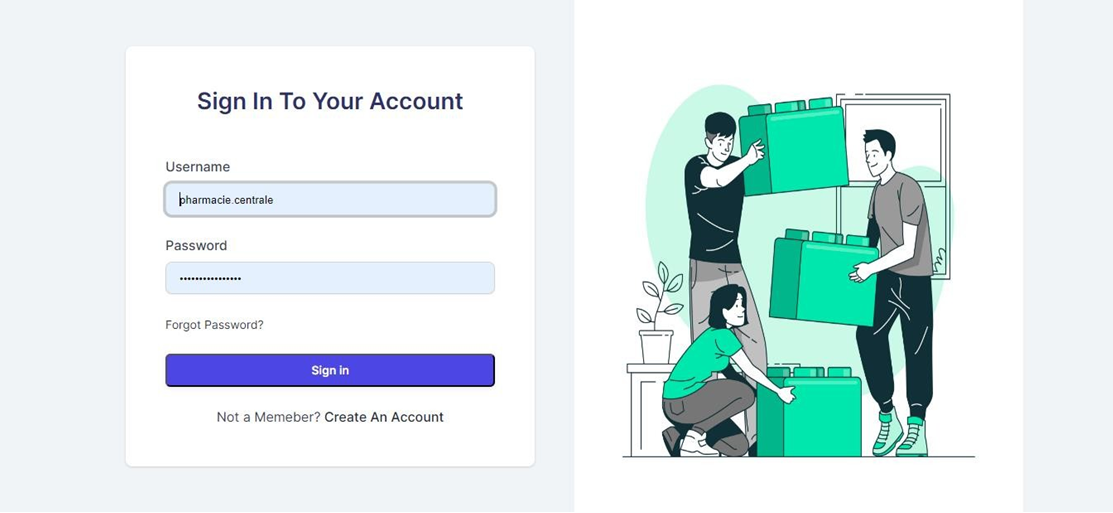 Sign In To Your Account
Username
pharmacie.centrale
Password
••••••••••••••••
Forgot Password?
Sign in
Not a Memeber? Create An Account